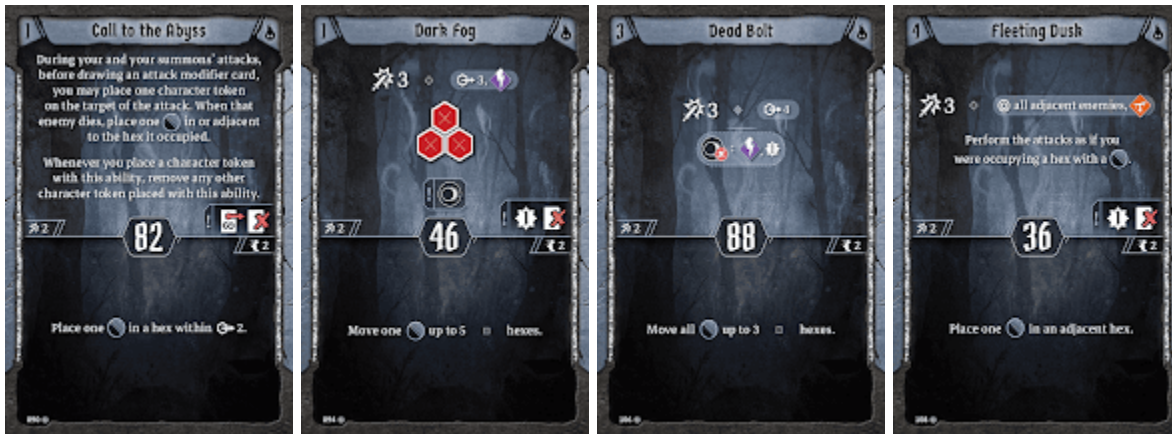 1
Call to the Abyss
During your and your summons' attacks,
before drawing an attack modifier card,
you may place one character token
on the target of the attack. When that
enemy dies, place one in or adjacent
to the hex it occupied.
Whenever you place a character token
with this ability, remove any other
character token placed with this ability.
2
82
2
Place one in a hex within 2.
1
Dark Fog
3
3,
2
46
2
Move one up to 5 hexes.
3
Dead Bolt
3
4
:
2
88
2
Move all up to 3 hexes.
4
Fleeting Dusk
3
all adjacent enemies,
Perform the attacks as if you
were occupying a hex with a .
2
36
2
Place one in an adjacent hex.